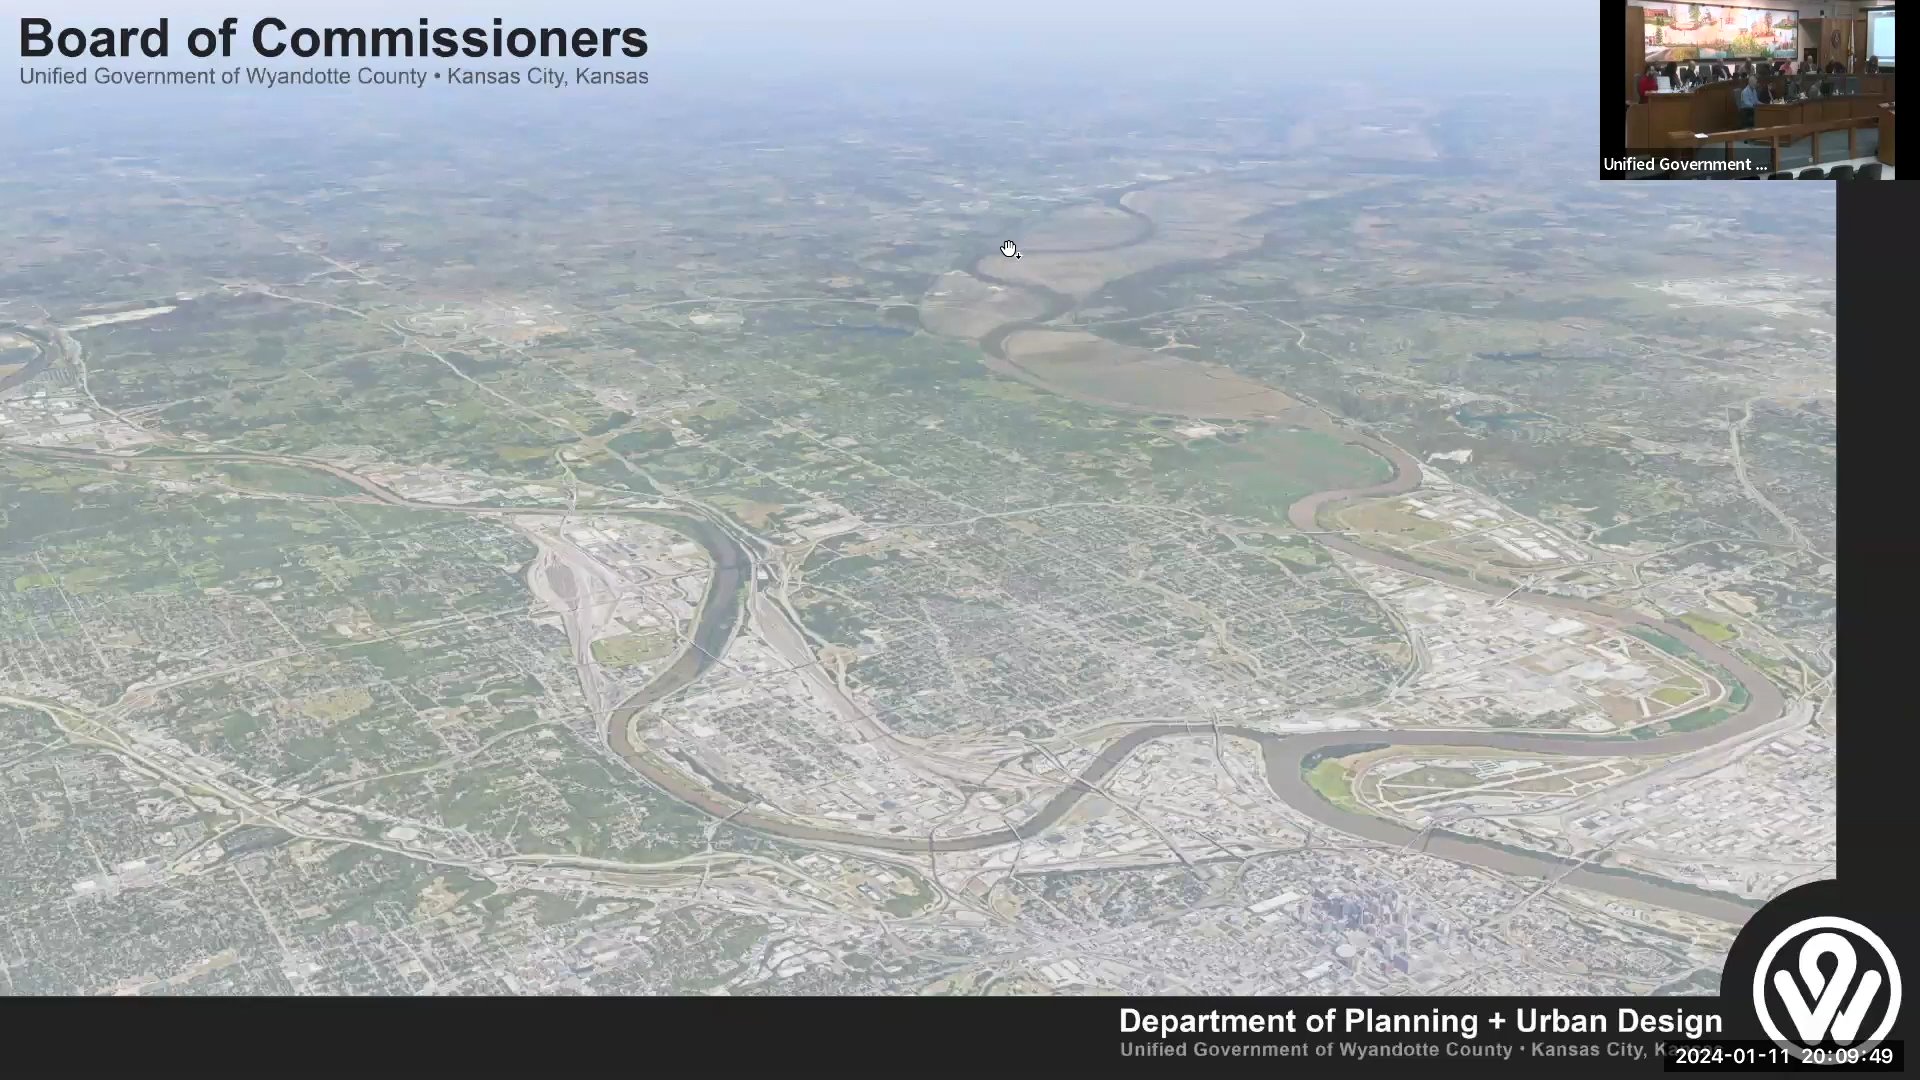 Board of Commissioners
Unified Government of Wyandotte County • Kansas City, Kansas
Unified Government ...
Department of Planning + Urban Design
Unified Government of Wyandotte County • Kansas City, Kansas
2024-01-11 20:09:49